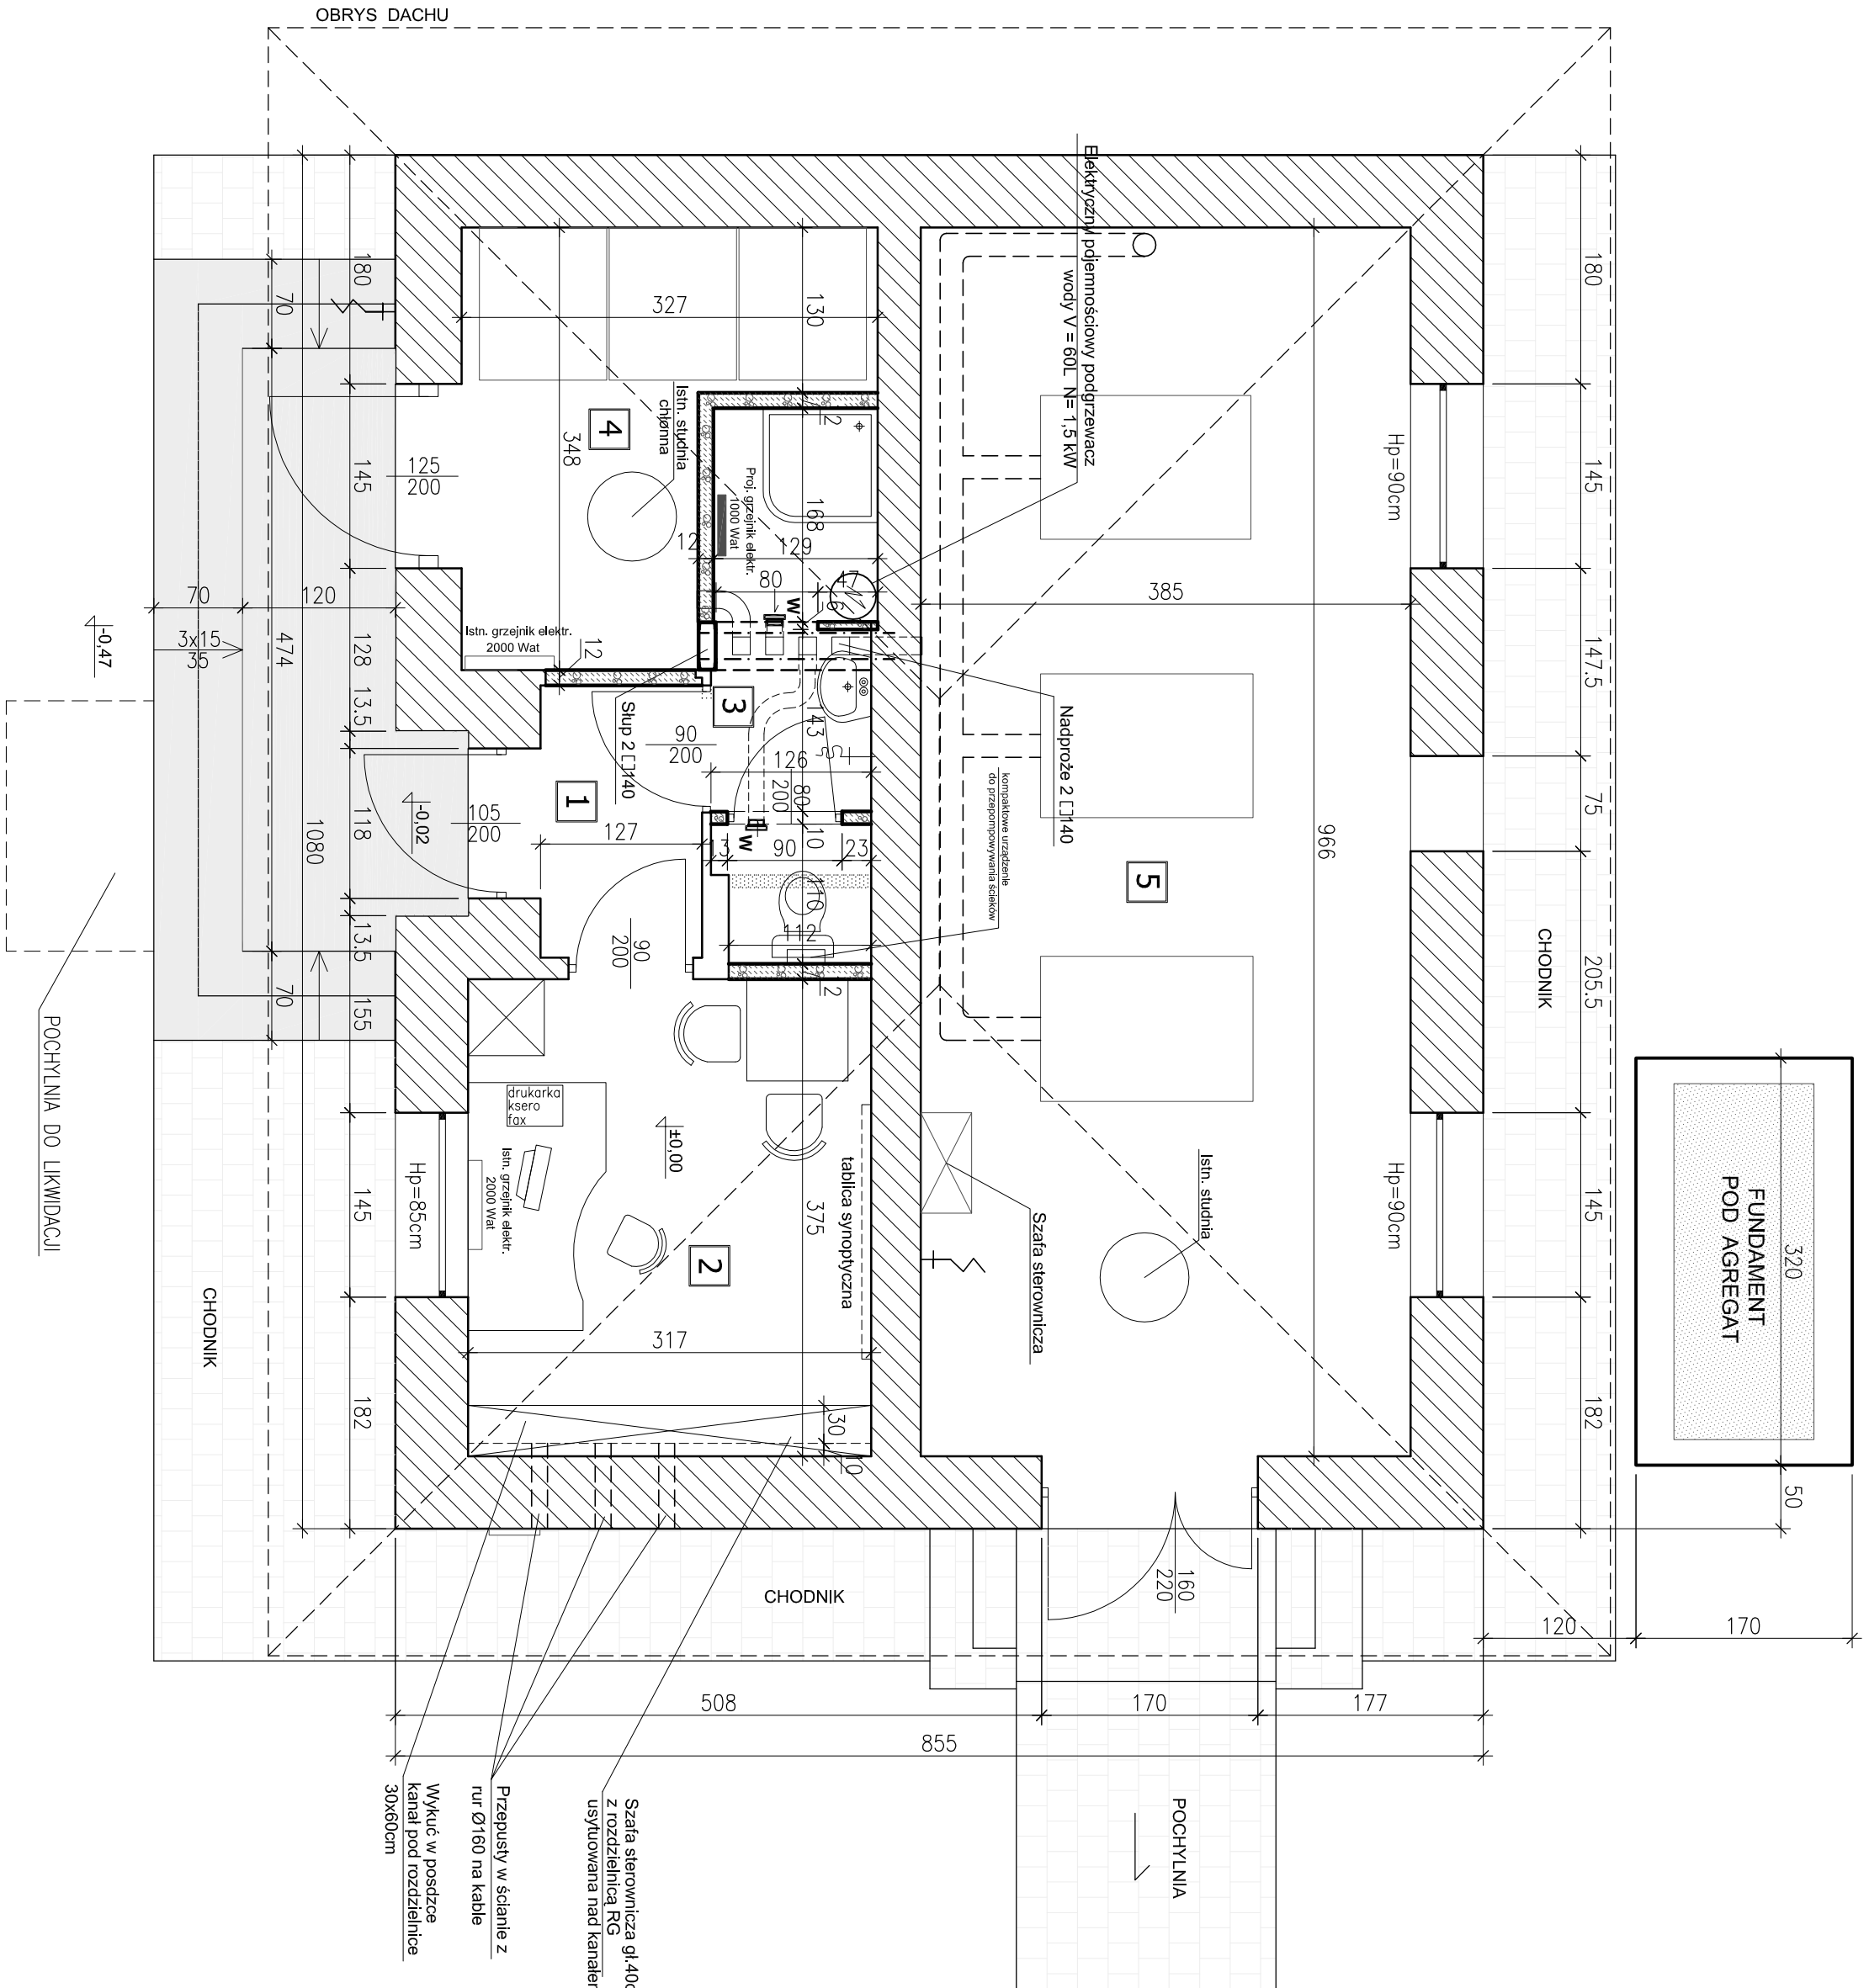 OBRYS DACHU
Elektryczny pojemnościowy podgrzewacz
wody V = 60L N= 1,5 kW
180
145
147.5
75
205.5
145
182
Hp=90cm
Hp=90cm
CHODNIK
FUNDAMENT
POD AGREGAT
320
50
120
170
180
70
327
130
4
348
Istn. studnia
chłonna
125
200
145
Proj. grzejnik elektr.
1000 Wat
168
12
129
80
47
6
W
385
Istn. grzejnik elektr.
2000 Wat
12
70
120
3x15
35
474
128
13.5
-0,47
1080
118
13.5
155
70
-0,02
105
200
1
127
Słup 2 [ ]140
3
90
200
143
126
80
200
10
W
13
90
23
110
112
2
2
90
200
Nadproże 2 [ ]140
kompaktowe urządzenie
do przepompowywania ścieków
966
5
POCHYLNIA DO LIKWIDACJI
drukarka
ksero
fax
±0,00
Istn. grzejnik elektr.
2000 Wat
Hp=85cm
145
182
2
375
317
tablica synoptyczna
Szafa sterownicza
Istn. studnia
30
10
CHODNIK
CHODNIK
160
220
508
170
177
855
POCHYLNIA
Szafa sterownicza gł.40c
z rozdzielnicą RG
usytuowana nad kanałem
Przepusty w ścianie z
rur Ø160 na kable
Wykuć w posdzce
kanał pod rozdzielnice
30x60cm